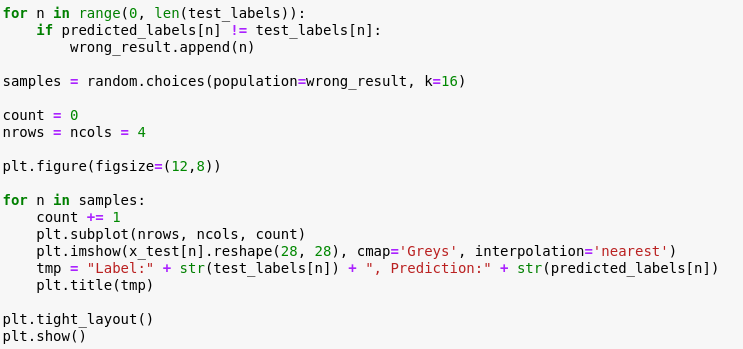 for n in range(0, len(test_labels)):
    if predicted_labels[n] != test_labels[n]:
        wrong_result.append(n)

samples = random.choices(population=wrong_result, k=16)

count = 0
nrows = ncols = 4

plt.figure(figsize=(12,8))

for n in samples:
    count += 1
    plt.subplot(nrows, ncols, count)
    plt.imshow(x_test[n].reshape(28, 28), cmap='Greys', interpolation='nearest')
    tmp = "Label:" + str(test_labels[n]) + ", Prediction:" + str(predicted_labels[n])
    plt.title(tmp)

plt.tight_layout()
plt.show()